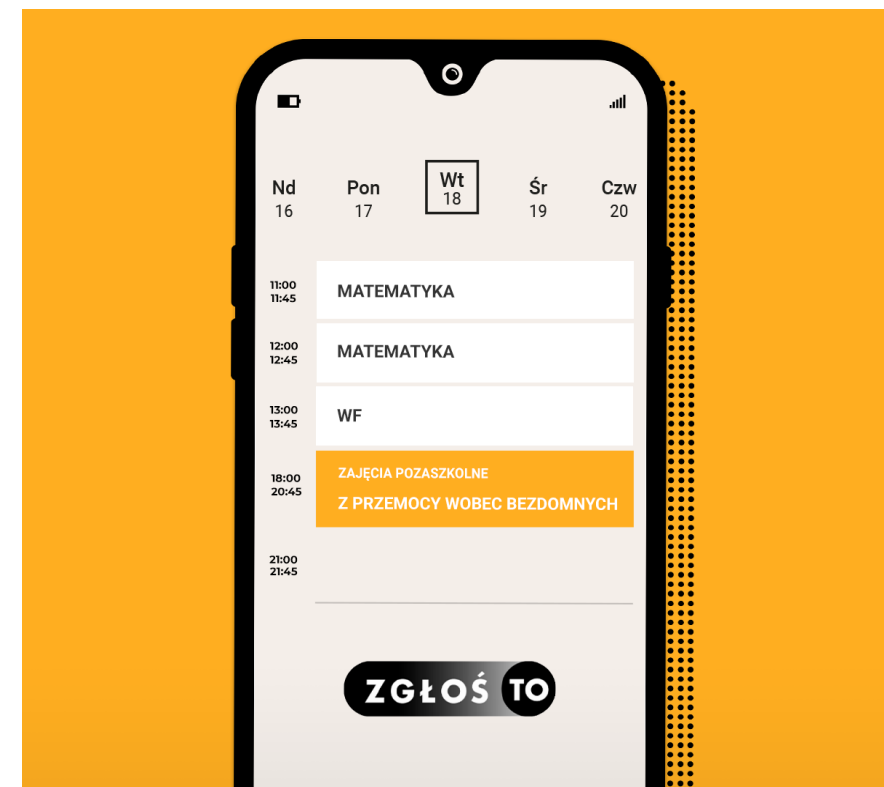 Nd Pon Wt Śr Czw
16 17 18 19 20
11:00
11:45
MATEMATYKA
12:00
12:45
MATEMATYKA
13:00
13:45
WF
18:00
20:45
ZAJĘCIA POZASZKOLNE
Z PRZEMOCY WOBEC BEZDOMNYCH
21:00
21:45
ZGŁOŚ TO